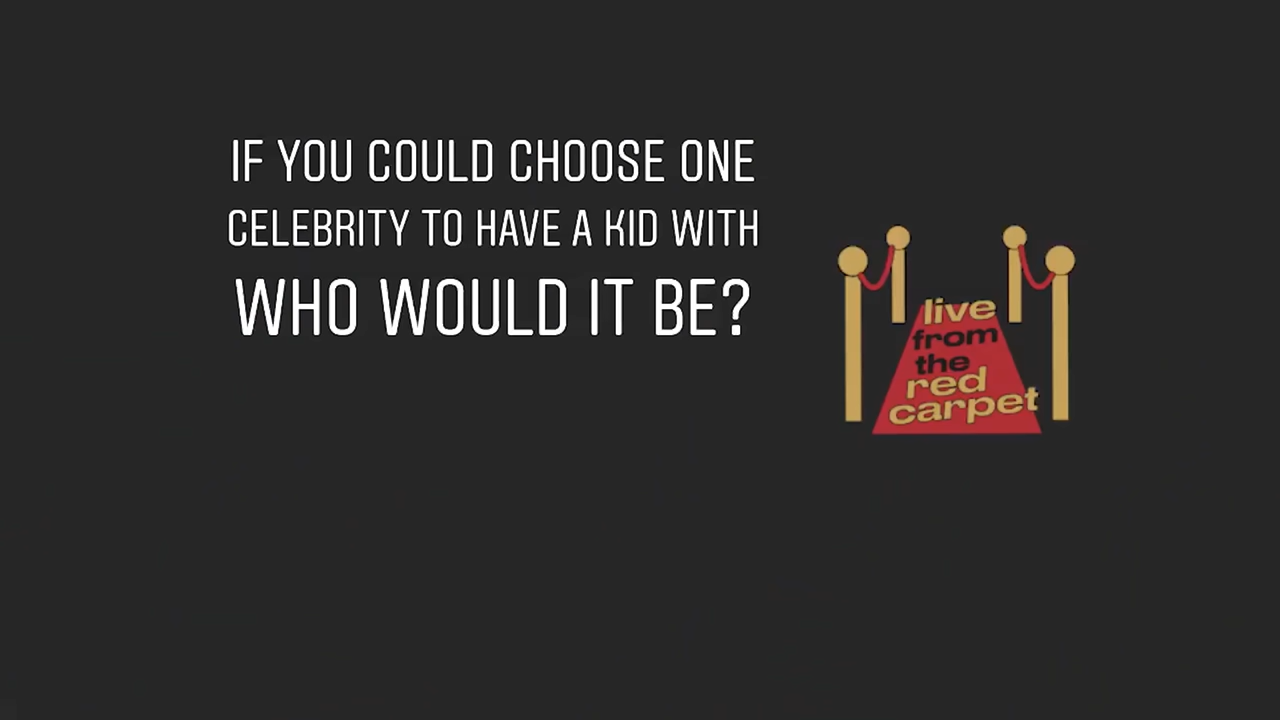 IF YOU COULD CHOOSE ONE
CELEBRITY TO HAVE A KID WITH
WHO WOULD IT BE?
live
from
the
red
carpet